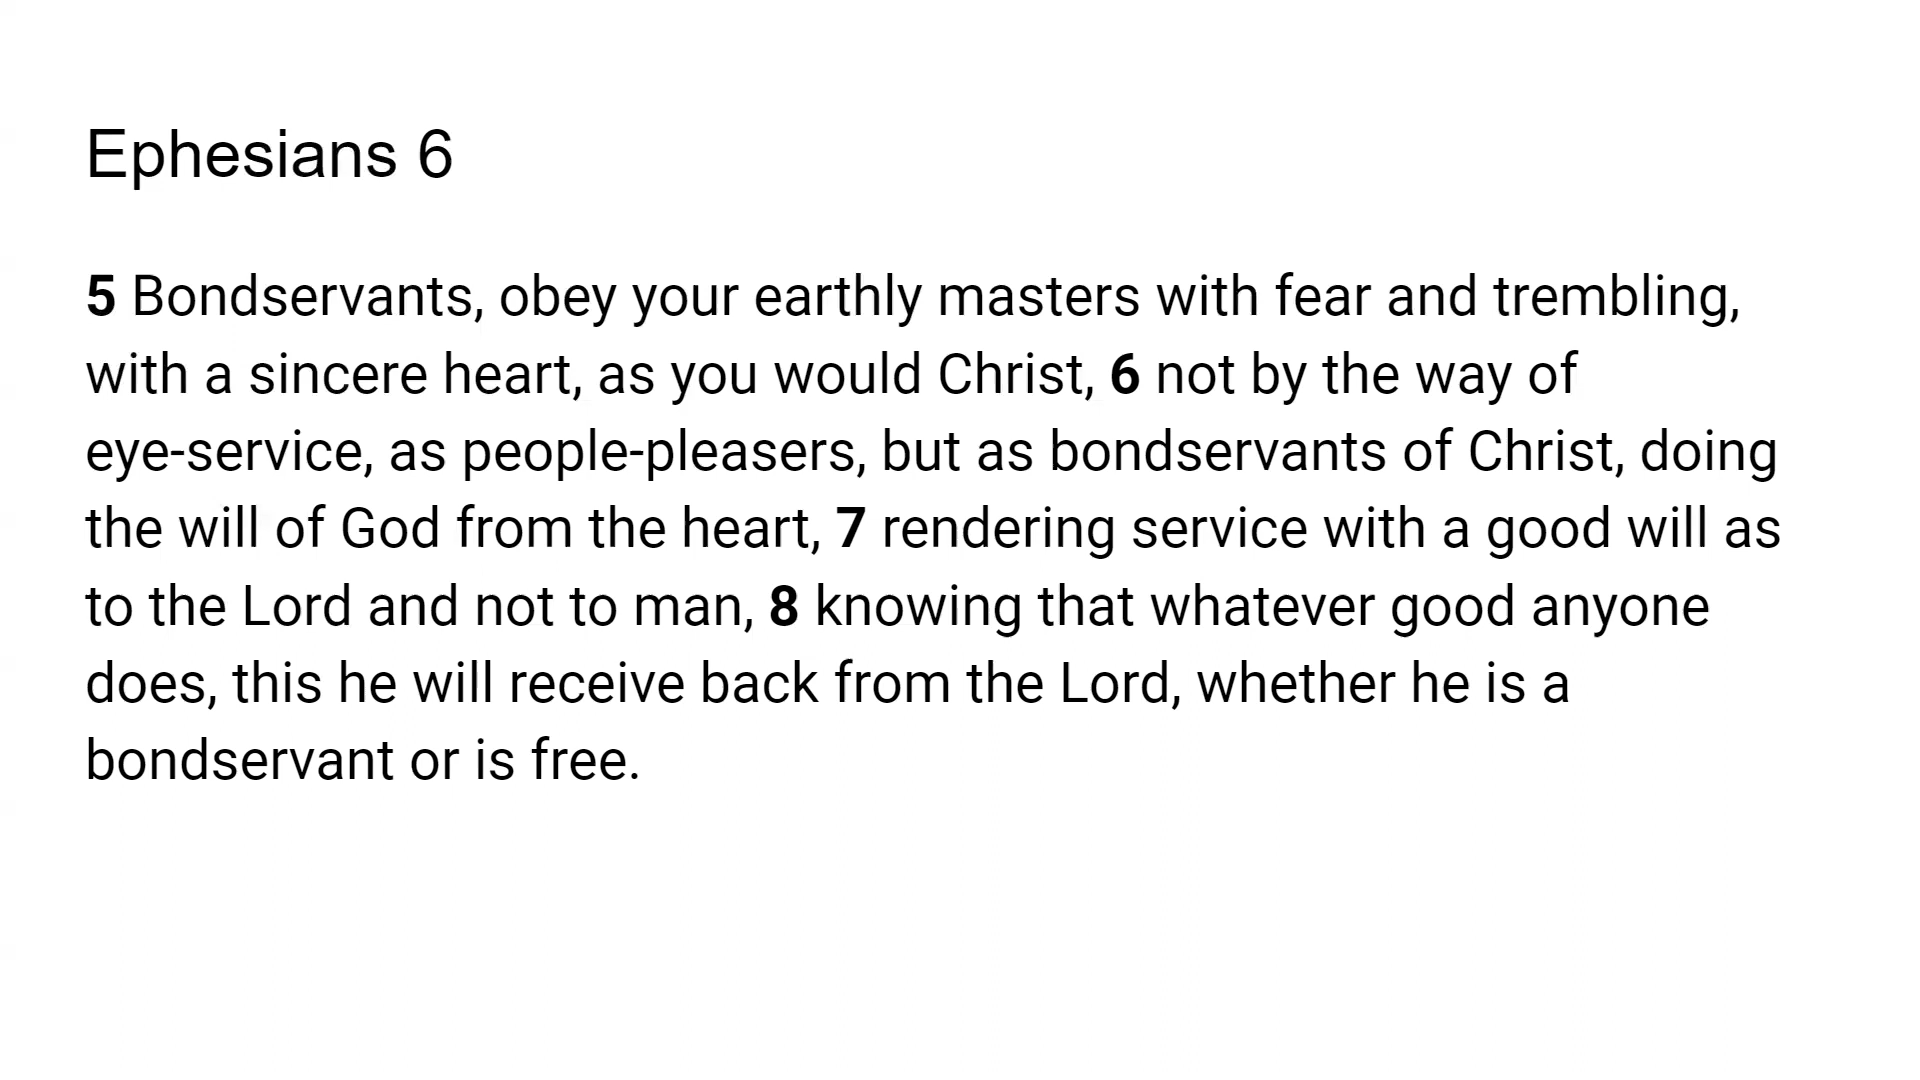 Ephesians 6
5 Bondservants, obey your earthly masters with fear and trembling,
with a sincere heart, as you would Christ, 6 not by the way of
eye-service, as people-pleasers, but as bondservants of Christ, doing
the will of God from the heart, 7 rendering service with a good will as
to the Lord and not to man, 8 knowing that whatever good anyone
does, this he will receive back from the Lord, whether he is a
bondservant or is free.